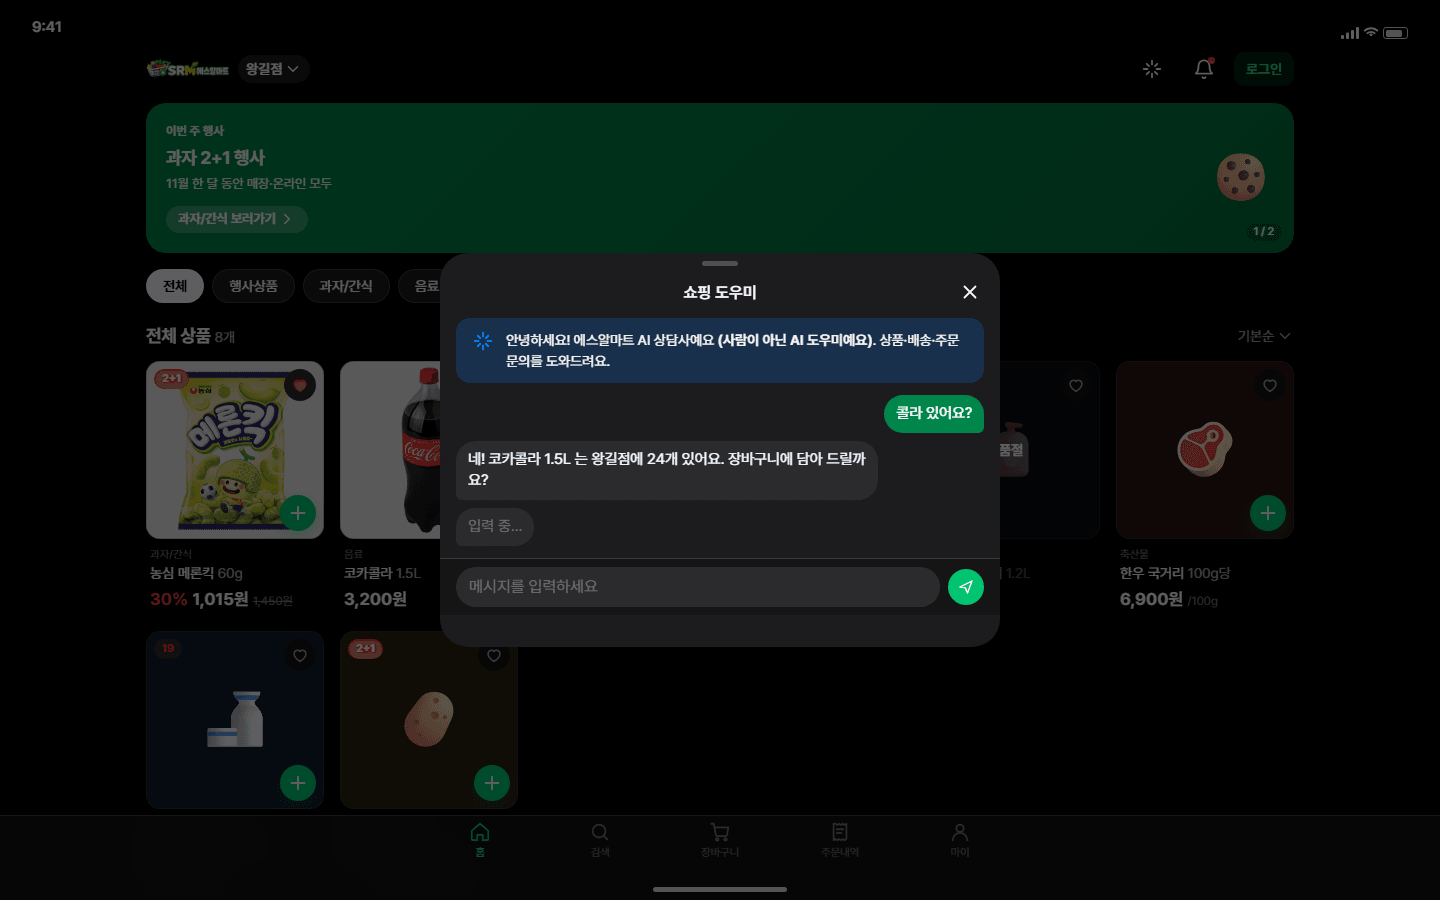 9:41
SRM에스알마트
왕길점
로그인
이번 주 행사
과자 2+1 행사
11월 한 달 동안 매장·온라인 모두
과자/간식 보러가기
1 / 2
전체
행사상품
과자/간식
음료
전체 상품 8개
기본순
쇼핑 도우미
안녕하세요! 에스알마트 AI 상담사예요 (사람이 아닌 AI 도우미예요). 상품·배송·주문
문의를 도와드려요.
콜라 있어요?
네! 코카콜라 1.5L 는 왕길점에 24개 있어요. 장바구니에 담아 드릴까
요?
입력 중...
메시지를 입력하세요
2+1
농심
메론킥
Coca-Co
품절
과자/간식
농심 메론킥 60g
30% 1,015원 1,450원
음료
코카콜라 1.5L
3,200원
1.2L
축산물
한우 국거리 100g당
6,900원 /100g
19
2+1
홈
검색
장바구니
주문내역
마이